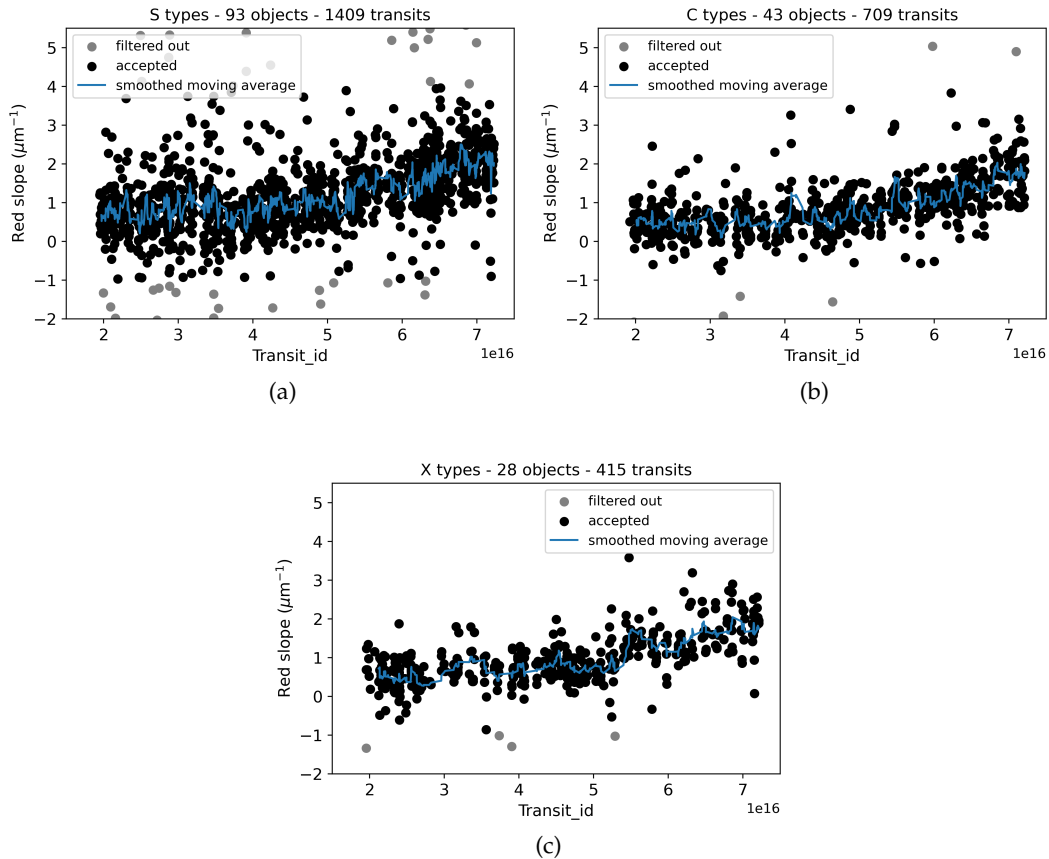 S types - 93 objects - 1409 transits
filtered out
accepted
smoothed moving average
Red slope (μm⁻¹)
5
4
3
2
1
0
−1
−2
2 3 4 5 6 7
1e16
Transit_id
(a)
C types - 43 objects - 709 transits
filtered out
accepted
smoothed moving average
Red slope (μm⁻¹)
5
4
3
2
1
0
−1
−2
2 3 4 5 6 7
1e16
Transit_id
(b)
X types - 28 objects - 415 transits
filtered out
accepted
smoothed moving average
Red slope (μm⁻¹)
5
4
3
2
1
0
−1
−2
2 3 4 5 6 7
1e16
Transit_id
(c)